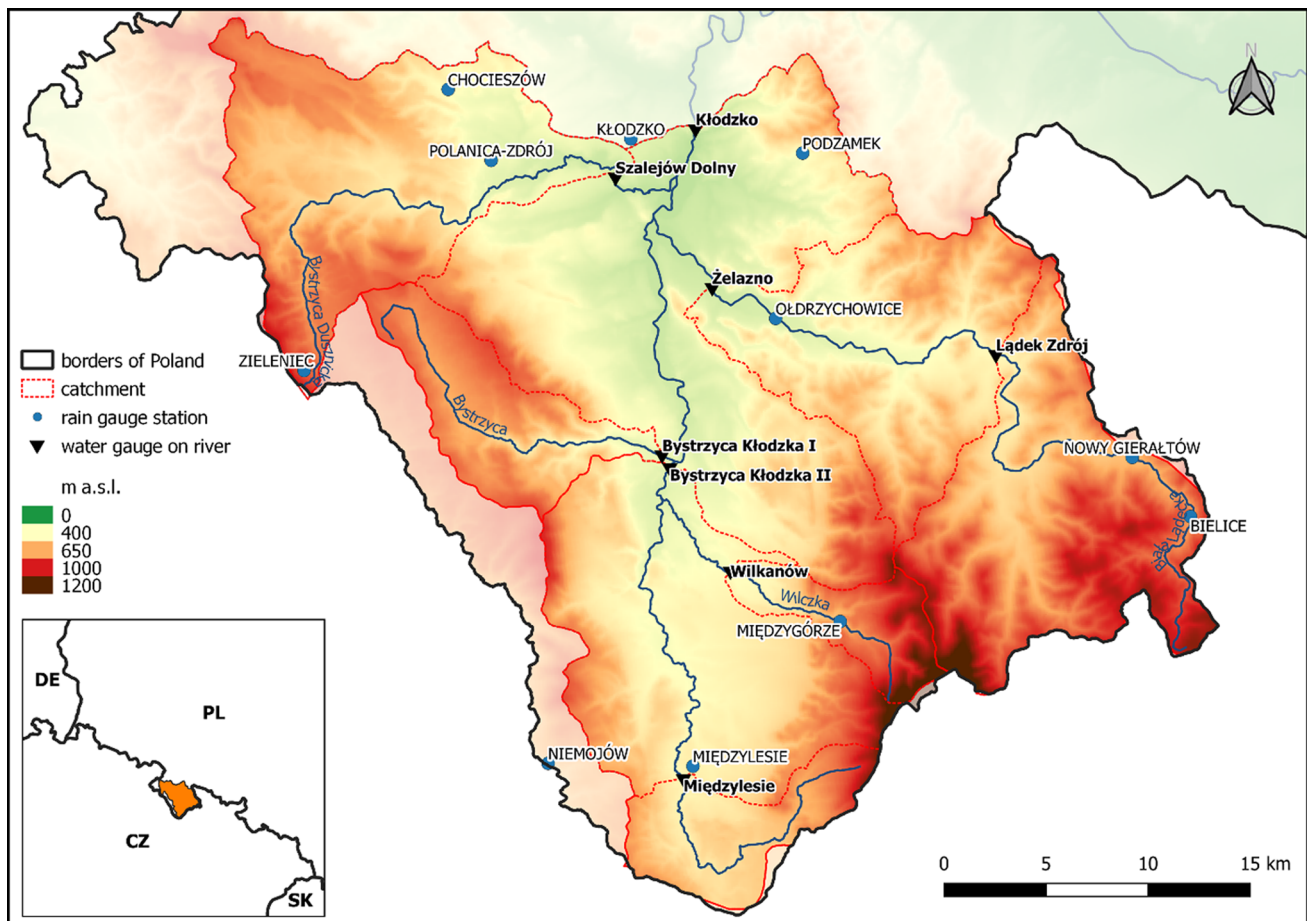 N
CHOCIESZÓW
KŁODZKO
Kłodzko
POLANICA-ZDRÓJ
PODZAMEK
Szalejów Dolny
Żelazno
OŁDRZYCHOWICE
Bystrzyca Dusznicka
ZIELENIEC
Lądek Zdrój
borders of Poland
catchment
rain gauge station
water gauge on river
m a.s.l.
0
400
650
1000
1200
Bystrzyca
Bystrzyca Kłodzka I
Bystrzyca Kłodzka II
NOWY GIERAŁTÓW
BIELICE
Biała Lądecka
Wilkanów
Wilczka
MIĘDZYGÓRZE
NIEMOJÓW
MIĘDZYLESIE
Międzylesie
DE
PL
CZ
SK
0 5 10 15 km